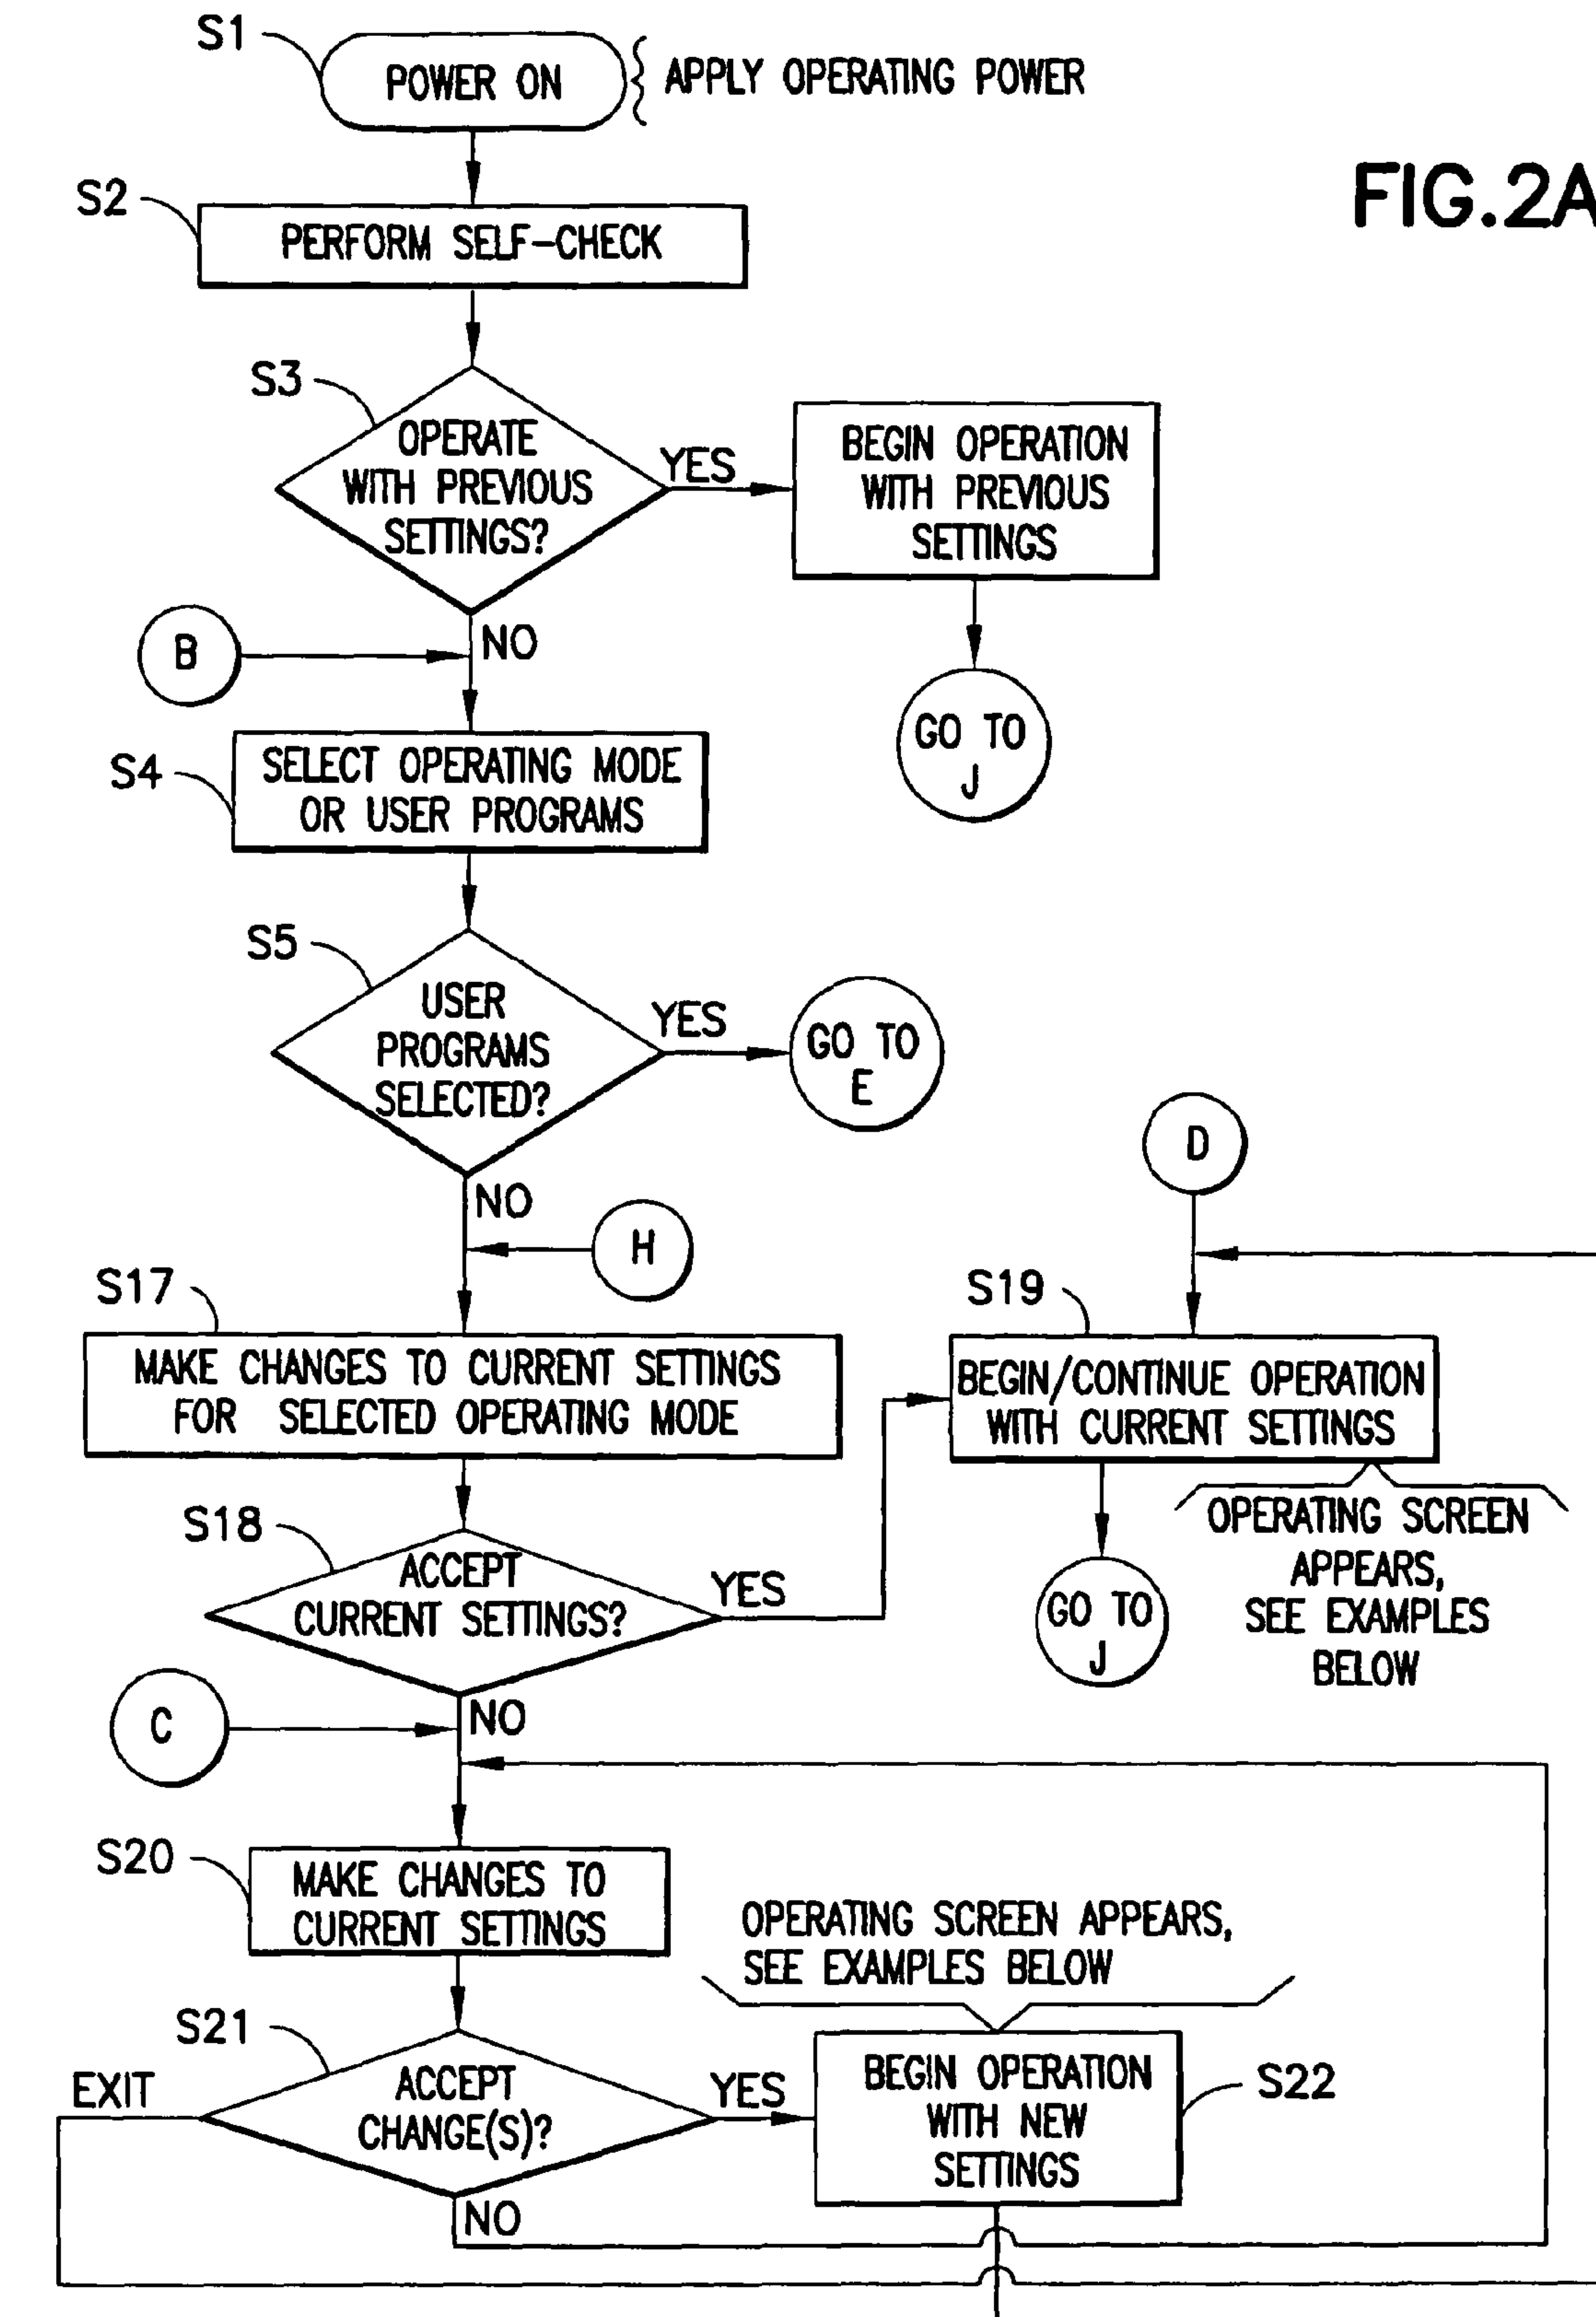 S1
POWER ON
APPLY OPERATING POWER
FIG.2A
S2
PERFORM SELF-CHECK
S3
OPERATE
WITH PREVIOUS
SETTINGS?
YES
BEGIN OPERATION
WITH PREVIOUS
SETTINGS
NO
B
GO TO
J
S4
SELECT OPERATING MODE
OR USER PROGRAMS
S5
USER
PROGRAMS
SELECTED?
YES
GO TO
E
NO
H
D
S17
MAKE CHANGES TO CURRENT SETTINGS
FOR SELECTED OPERATING MODE
S19
BEGIN/CONTINUE OPERATION
WITH CURRENT SETTINGS
OPERATING SCREEN
APPEARS,
SEE EXAMPLES
BELOW
GO TO
J
S18
ACCEPT
CURRENT SETTINGS?
YES
NO
C
S20
MAKE CHANGES TO
CURRENT SETTINGS
OPERATING SCREEN APPEARS,
SEE EXAMPLES BELOW
S21
ACCEPT
CHANGE(S)?
EXIT
YES
BEGIN OPERATION
WITH NEW
SETTINGS
S22
NO